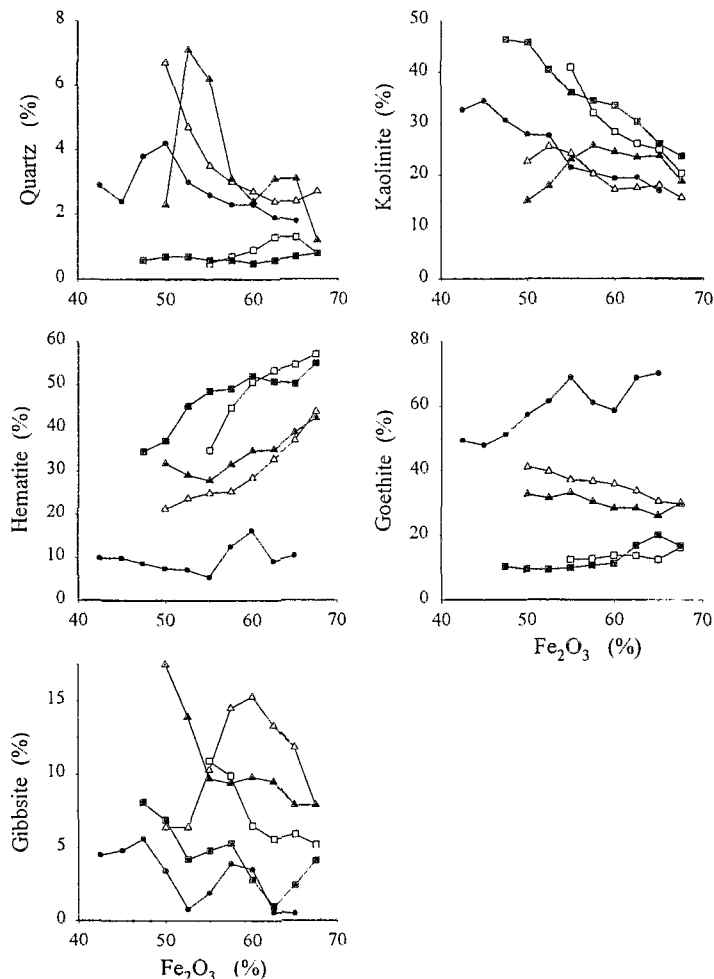 8
6
4
2
0
Quartz (%)
40 50 60 70
50
40
30
20
10
0
Kaolinite (%)
40 50 60 70
60
50
40
30
20
10
0
Hematite (%)
40 50 60 70
80
60
40
20
0
Goethite (%)
40 50 60 70
Fe₂O₃ (%)
15
10
5
0
Gibbsite (%)
40 50 60 70
Fe₂O₃ (%)